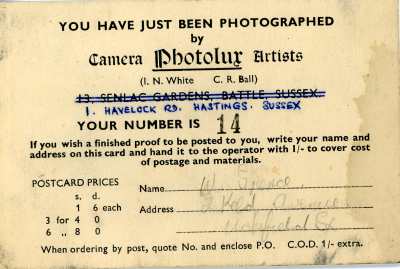 YOU HAVE JUST BEEN PHOTOGRAPHED
by
Camera Photolux Artists
(I. N. White C. R. Ball)
13, SENLAC GARDENS, BATTLE, SUSSEX.
1. HAVELOCK RD. HASTINGS. SUSSEX
YOUR NUMBER IS 14
If you wish a finished proof to be posted to you, write your name and
address on this card and hand it to the operator with 1/- to cover cost
of postage and materials.
POSTCARD PRICES
s. d.
1 6 each
3 for 4 0
6 „ 8 0
Name W.
Address
When ordering by post, quote No. and enclose P.O. C.O.D. 1/- extra.